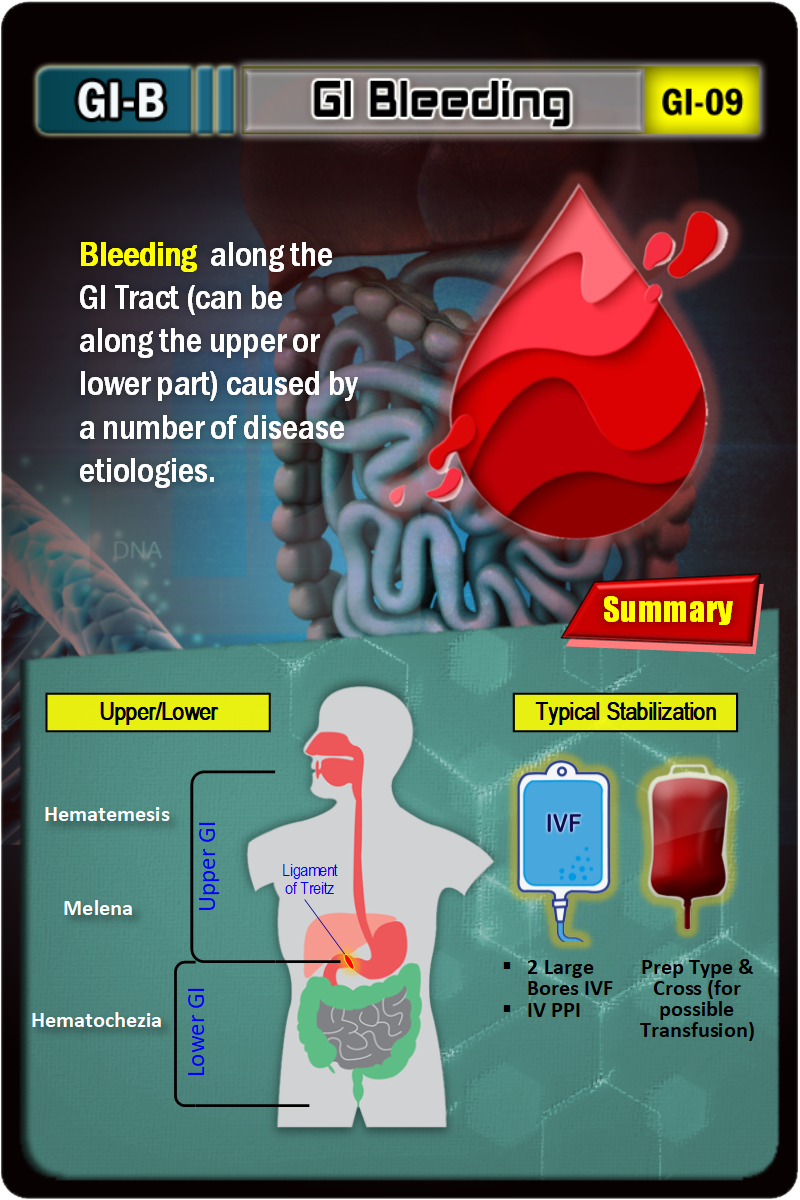 GI-B
GI Bleeding
GI-09
Bleeding along the
GI Tract (can be
along the upper or
lower part) caused by
a number of disease
etiologies.
DNA
Summary
Upper/Lower
Hematemesis
Melena
Hematochezia
Upper GI
Lower GI
Ligament
of Treitz
Typical Stabilization
IVF
▪ 2 Large
Bores IVF
▪ IV PPI
Prep Type &
Cross (for
possible
Transfusion)